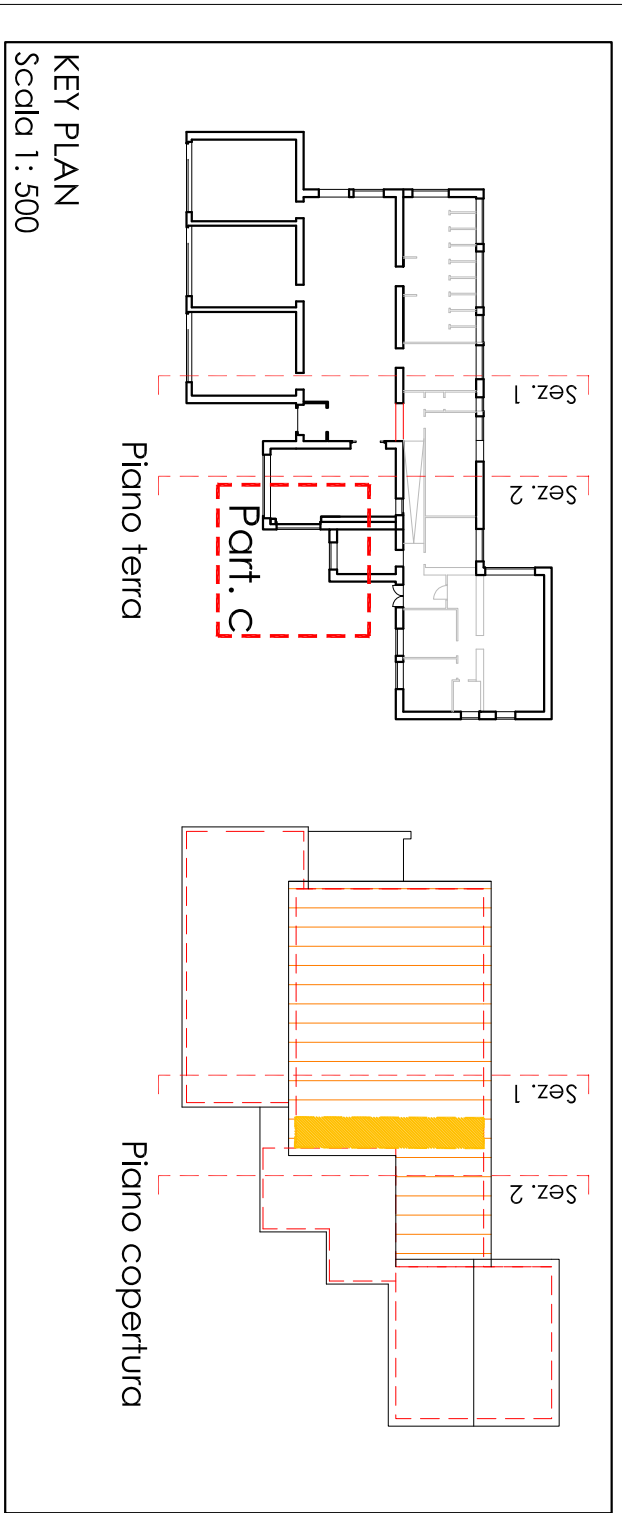 KEY PLAN
Scala 1: 500
Sez. 1
Sez. 2
Part. c
Piano terra
Sez. 1
Sez. 2
Piano copertura